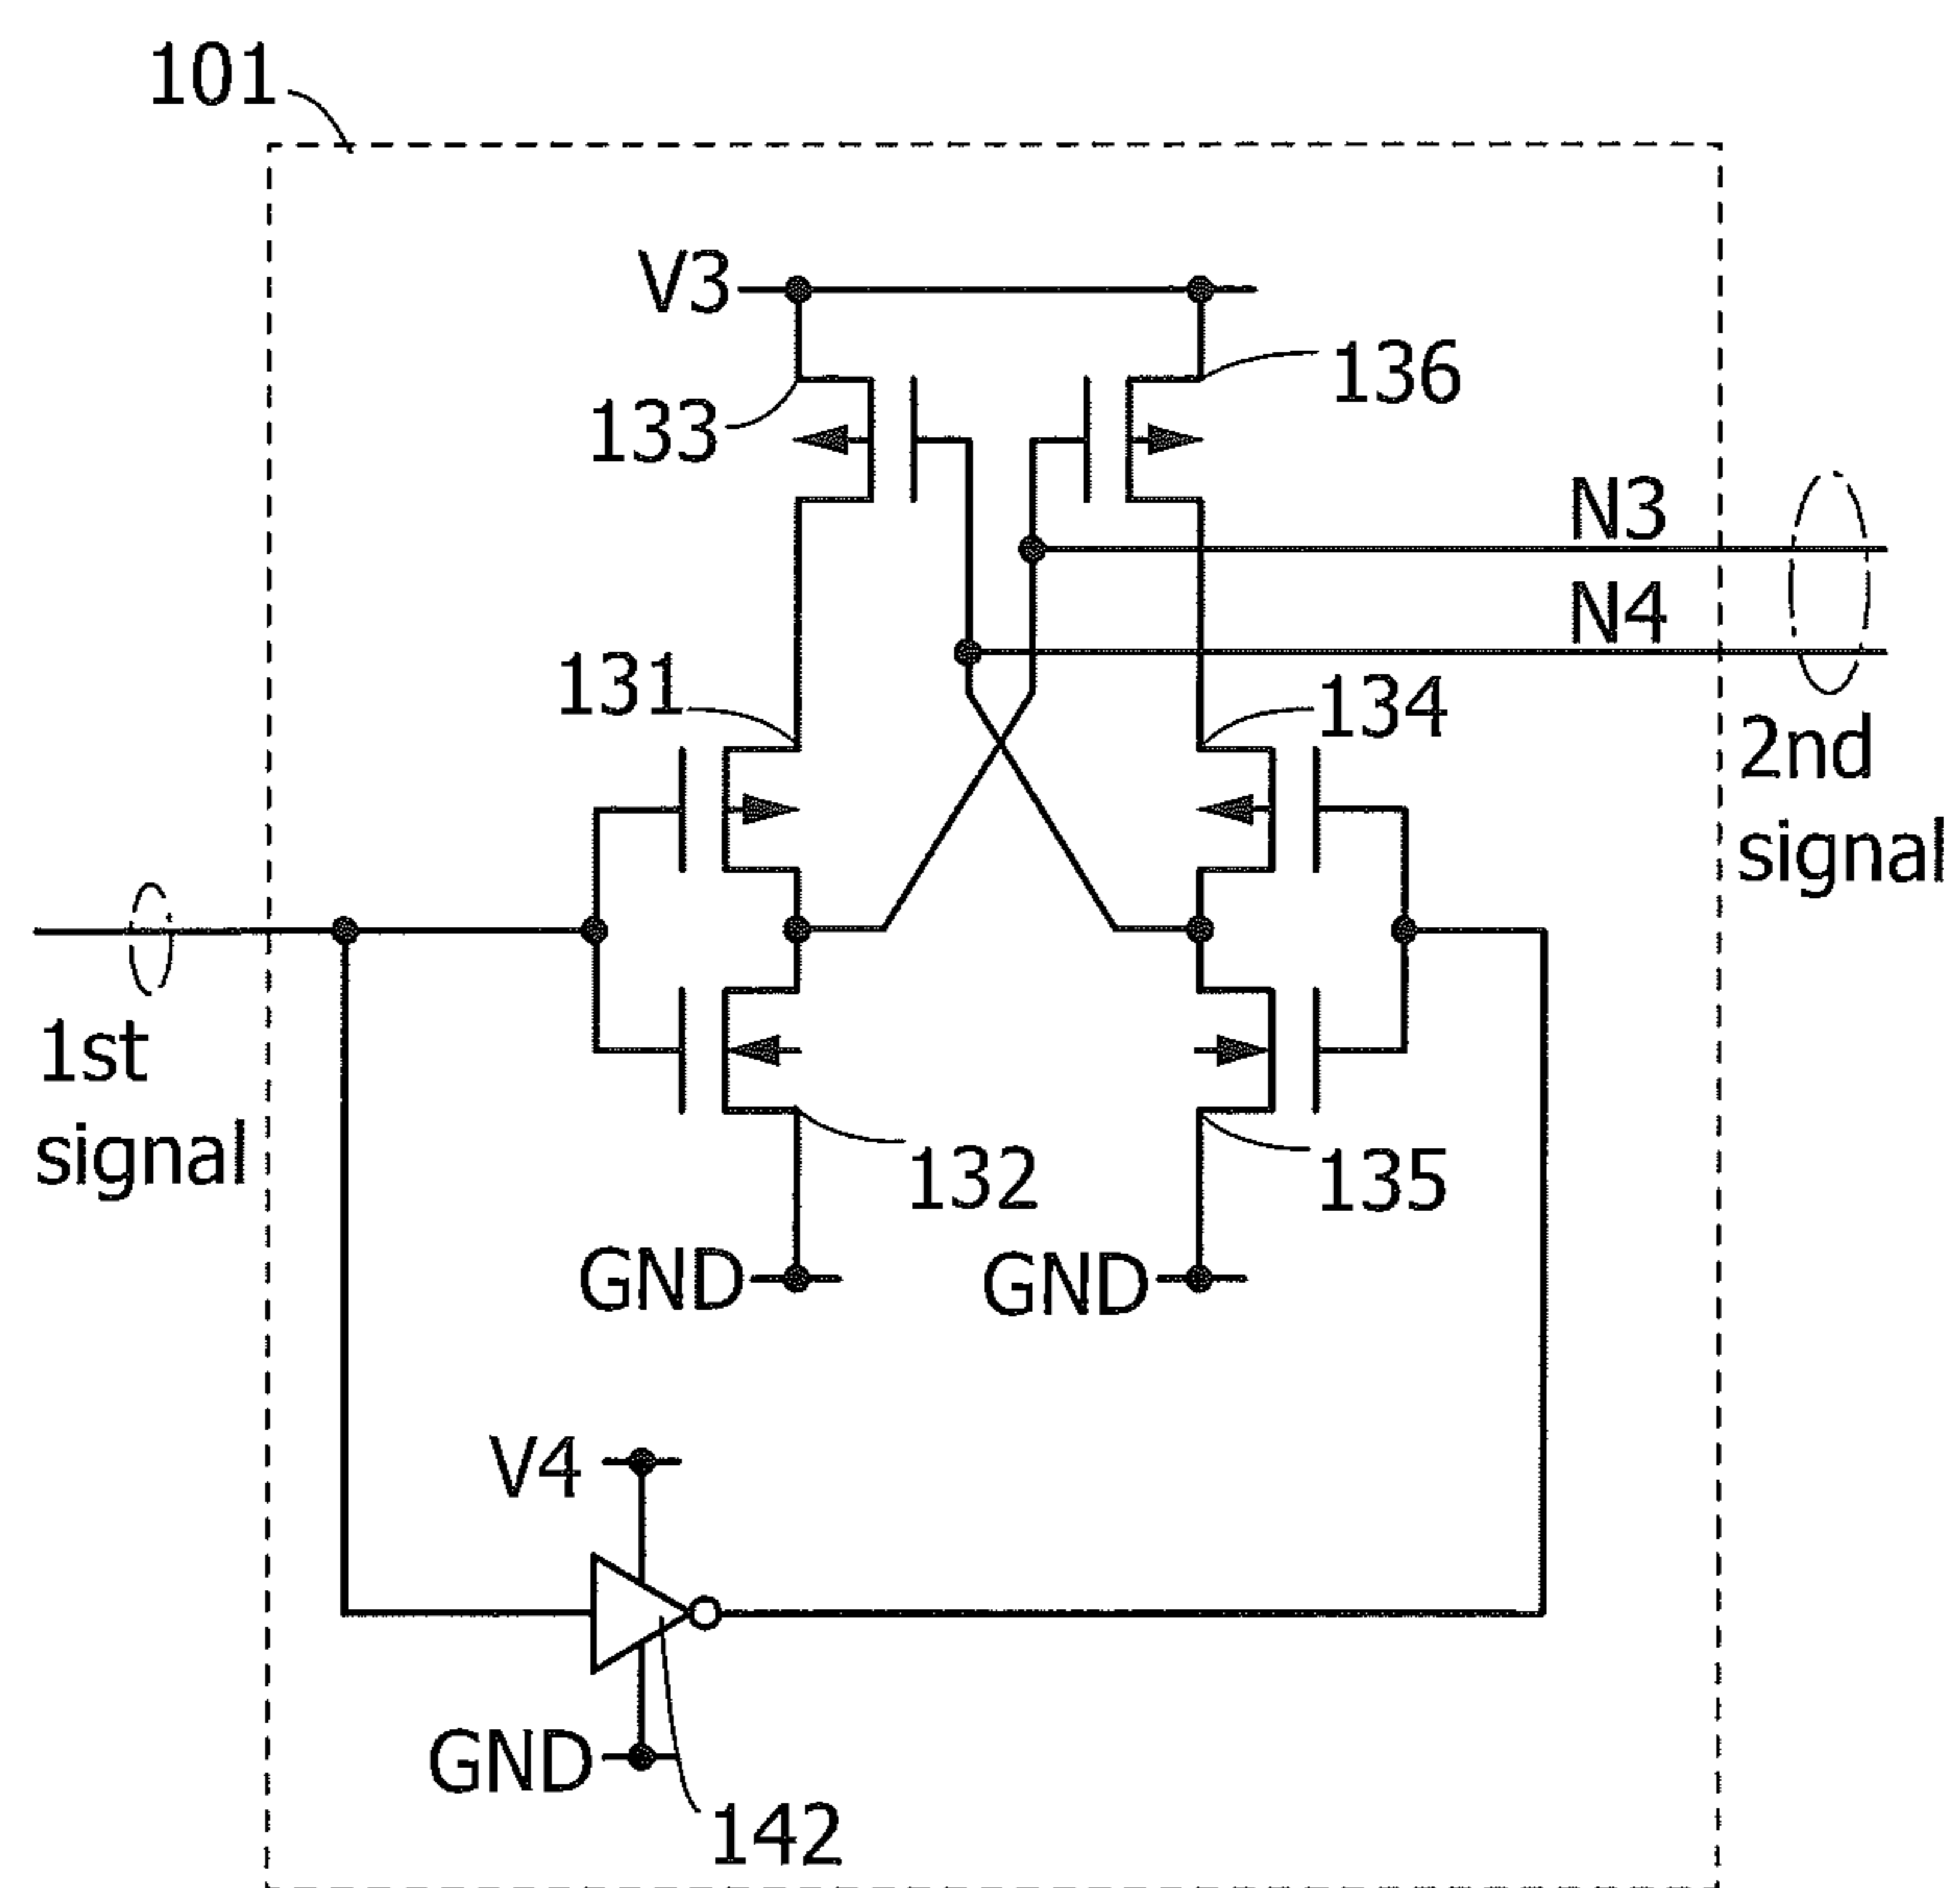 101
V3
136
133
N3
N4
131
134
2nd
signal
1st
signal
132
135
GND
GND
V4
GND
142